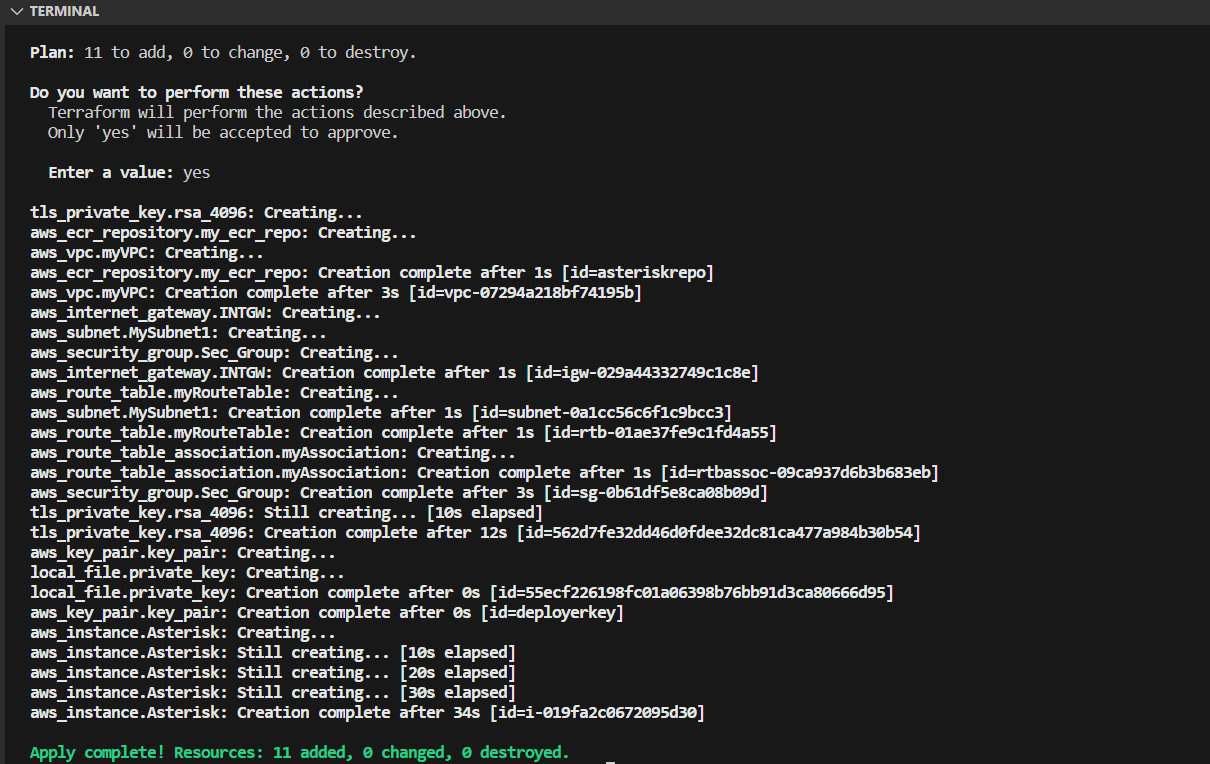 TERMINAL
Plan: 11 to add, 0 to change, 0 to destroy.
Do you want to perform these actions?
Terraform will perform the actions described above.
Only 'yes' will be accepted to approve.
Enter a value: yes
tls_private_key.rsa_4096: Creating...
aws_ecr_repository.my_ecr_repo: Creating...
aws_vpc.myVPC: Creating...
aws_ecr_repository.my_ecr_repo: Creation complete after 1s [id=asteriskrepo]
aws_vpc.myVPC: Creation complete after 3s [id=vpc-07294a218bf74195b]
aws_internet_gateway.INTGW: Creating...
aws_subnet.MySubnet1: Creating...
aws_security_group.Sec_Group: Creating...
aws_internet_gateway.INTGW: Creation complete after 1s [id=igw-029a44332749c1c8e]
aws_route_table.myRouteTable: Creating...
aws_subnet.MySubnet1: Creation complete after 1s [id=subnet-0a1cc56c6f1c9bcc3]
aws_route_table.myRouteTable: Creation complete after 1s [id=rtb-01ae37fe9c1fd4a55]
aws_route_table_association.myAssociation: Creating...
aws_route_table_association.myAssociation: Creation complete after 1s [id=rtbassoc-09ca937d6b3b683eb]
aws_security_group.Sec_Group: Creation complete after 3s [id=sg-0b61df5e8ca08b09d]
tls_private_key.rsa_4096: Still creating... [10s elapsed]
tls_private_key.rsa_4096: Creation complete after 12s [id=562d7fe32dd46d0fdee32dc81ca477a984b30b54]
aws_key_pair.key_pair: Creating...
local_file.private_key: Creating...
local_file.private_key: Creation complete after 0s [id=55ecf226198fc01a06398b76bb91d3ca80666d95]
aws_key_pair.key_pair: Creation complete after 0s [id=deployerkey]
aws_instance.Asterisk: Creating...
aws_instance.Asterisk: Still creating... [10s elapsed]
aws_instance.Asterisk: Still creating... [20s elapsed]
aws_instance.Asterisk: Still creating... [30s elapsed]
aws_instance.Asterisk: Creation complete after 34s [id=i-019fa2c0672095d30]
Apply complete! Resources: 11 added, 0 changed, 0 destroyed.